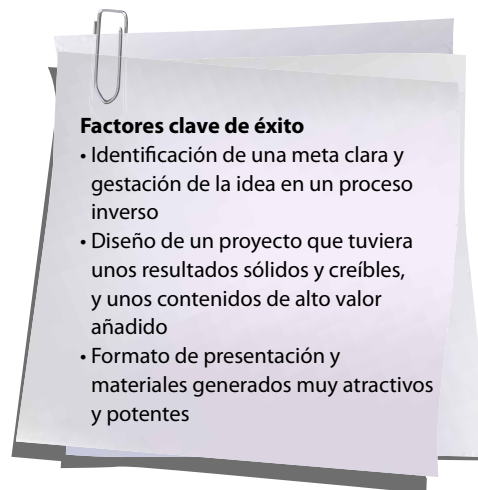 Factores clave de éxito
• Identificación de una meta clara y
gestación de la idea en un proceso
inverso
• Diseño de un proyecto que tuviera
unos resultados sólidos y creíbles,
y unos contenidos de alto valor
añadido
• Formato de presentación y
materiales generados muy atractivos
y potentes